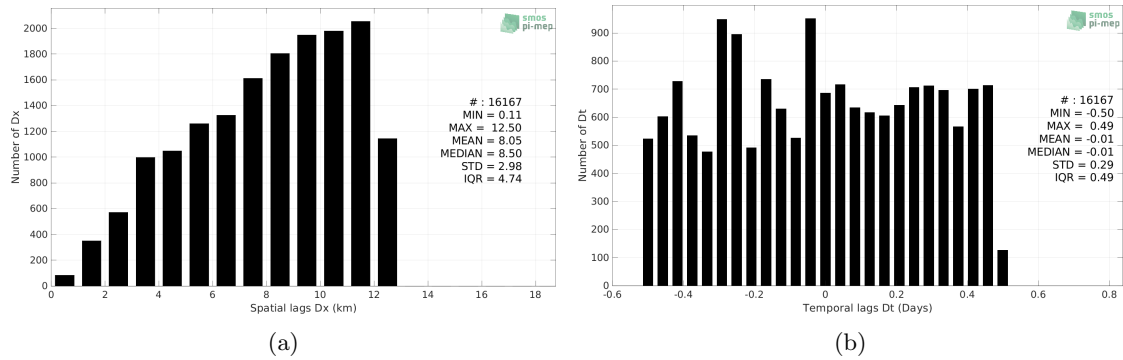 smos
pi-mep
2000
1800
1600
1400
1200
1000
800
600
400
200
0
Number of Dx
# : 16167
MIN = 0.11
MAX = 12.50
MEAN = 8.05
MEDIAN = 8.50
STD = 2.98
IQR = 4.74
0 2 4 6 8 10 12 14 16 18
Spatial lags Dx (km)
(a)
smos
pi-mep
900
800
700
600
500
400
300
200
100
0
Number of Dt
# : 16167
MIN = -0.50
MAX = 0.49
MEAN = -0.01
MEDIAN = -0.01
STD = 0.29
IQR = 0.49
-0.6 -0.4 -0.2 0 0.2 0.4 0.6 0.8
Temporal lags Dt (Days)
(b)